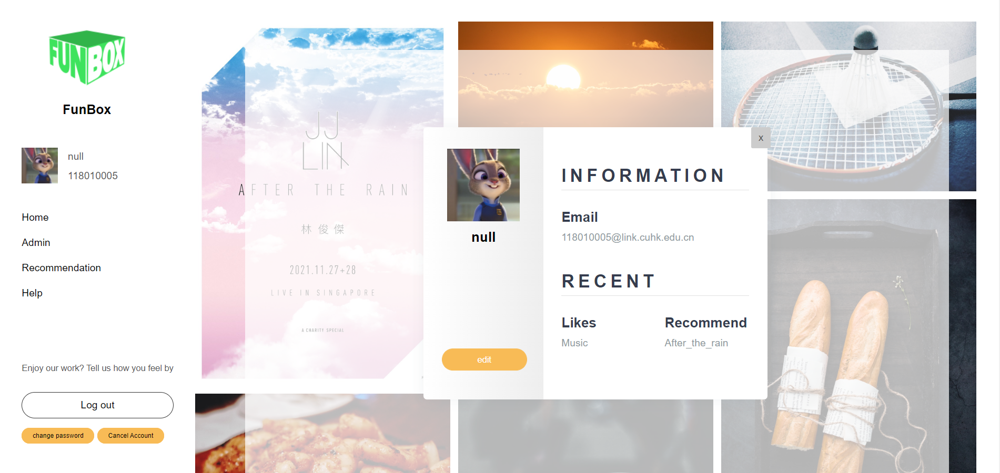 FUNBOX
FunBox
null
118010005
Home
Admin
Recommendation
Help
Enjoy our work? Tell us how you feel by
Log out
change password
Cancel Account
JJ
LIN
AFTER THE RAIN
林俊傑
2021.11.27+28
LIVE IN SINGAPORE
A CHARITY SPECIAL
x
null
edit
INFORMATION
Email
118010005@link.cuhk.edu.cn
RECENT
Likes
Recommend
Music
After_the_rain